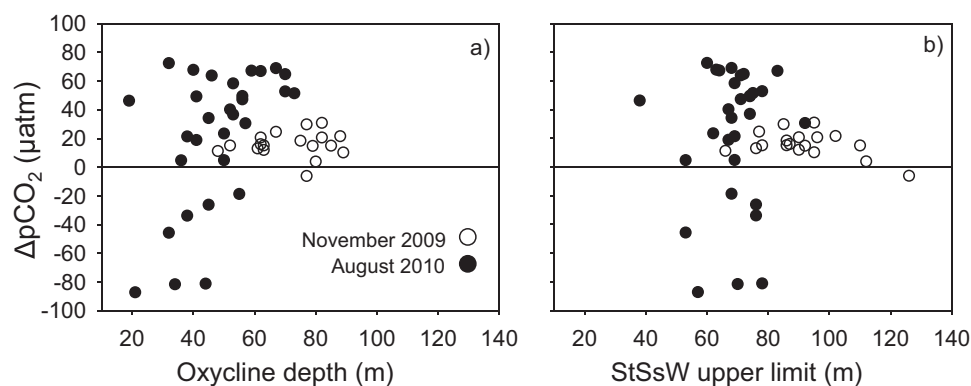 100
80
60
40
20
0
-20
-40
-60
-80
-100
ΔpCO2 (µatm)
a)
November 2009
August 2010
20 40 60 80 100 120 140
Oxycline depth (m)
b)
20 40 60 80 100 120 140
StSsW upper limit (m)